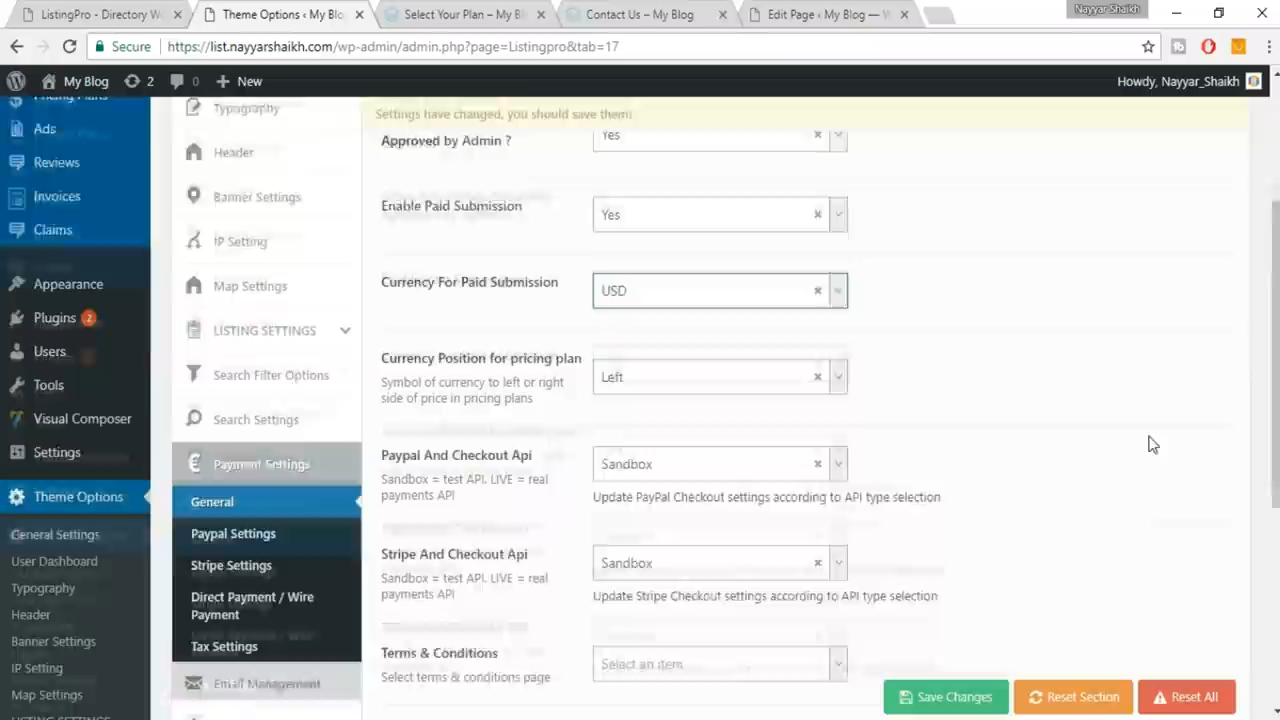 ListingPro - Directory W
Theme Options ‹ My Blo
Select Your Plan – My Bl
Contact Us – My Blog
Edit Page ‹ My Blog — W
Nayyar Shaikh
Secure
https://list.nayyarshaikh.com/wp-admin/admin.php?page=Listingpro&tab=17
My Blog
2
0
New
Howdy, Nayyar_Shaikh
Pricing Plans
Ads
Reviews
Invoices
Claims
Appearance
Plugins 2
Users
Tools
Visual Composer
Settings
Theme Options
General Settings
User Dashboard
Typography
Header
Banner Settings
IP Setting
Map Settings
LISTING SETTINGS
Typography
Header
Banner Settings
IP Setting
Map Settings
LISTING SETTINGS
Search Filter Options
Search Settings
Payment Settings
General
Paypal Settings
Stripe Settings
Direct Payment / Wire
Payment
Tax Settings
Email Management
Settings have changed, you should save them!
Approved by Admin ?
Yes
Enable Paid Submission
Yes
Currency For Paid Submission
USD
Currency Position for pricing plan
Symbol of currency to left or right
side of price in pricing plans
Left
Paypal And Checkout Api
Sandbox = test API. LIVE = real
payments API
Sandbox
Update PayPal Checkout settings according to API type selection
Stripe And Checkout Api
Sandbox = test API. LIVE = real
payments API
Sandbox
Update Stripe Checkout settings according to API type selection
Terms & Conditions
Select terms & conditions page
Select an item
Save Changes
Reset Section
Reset All